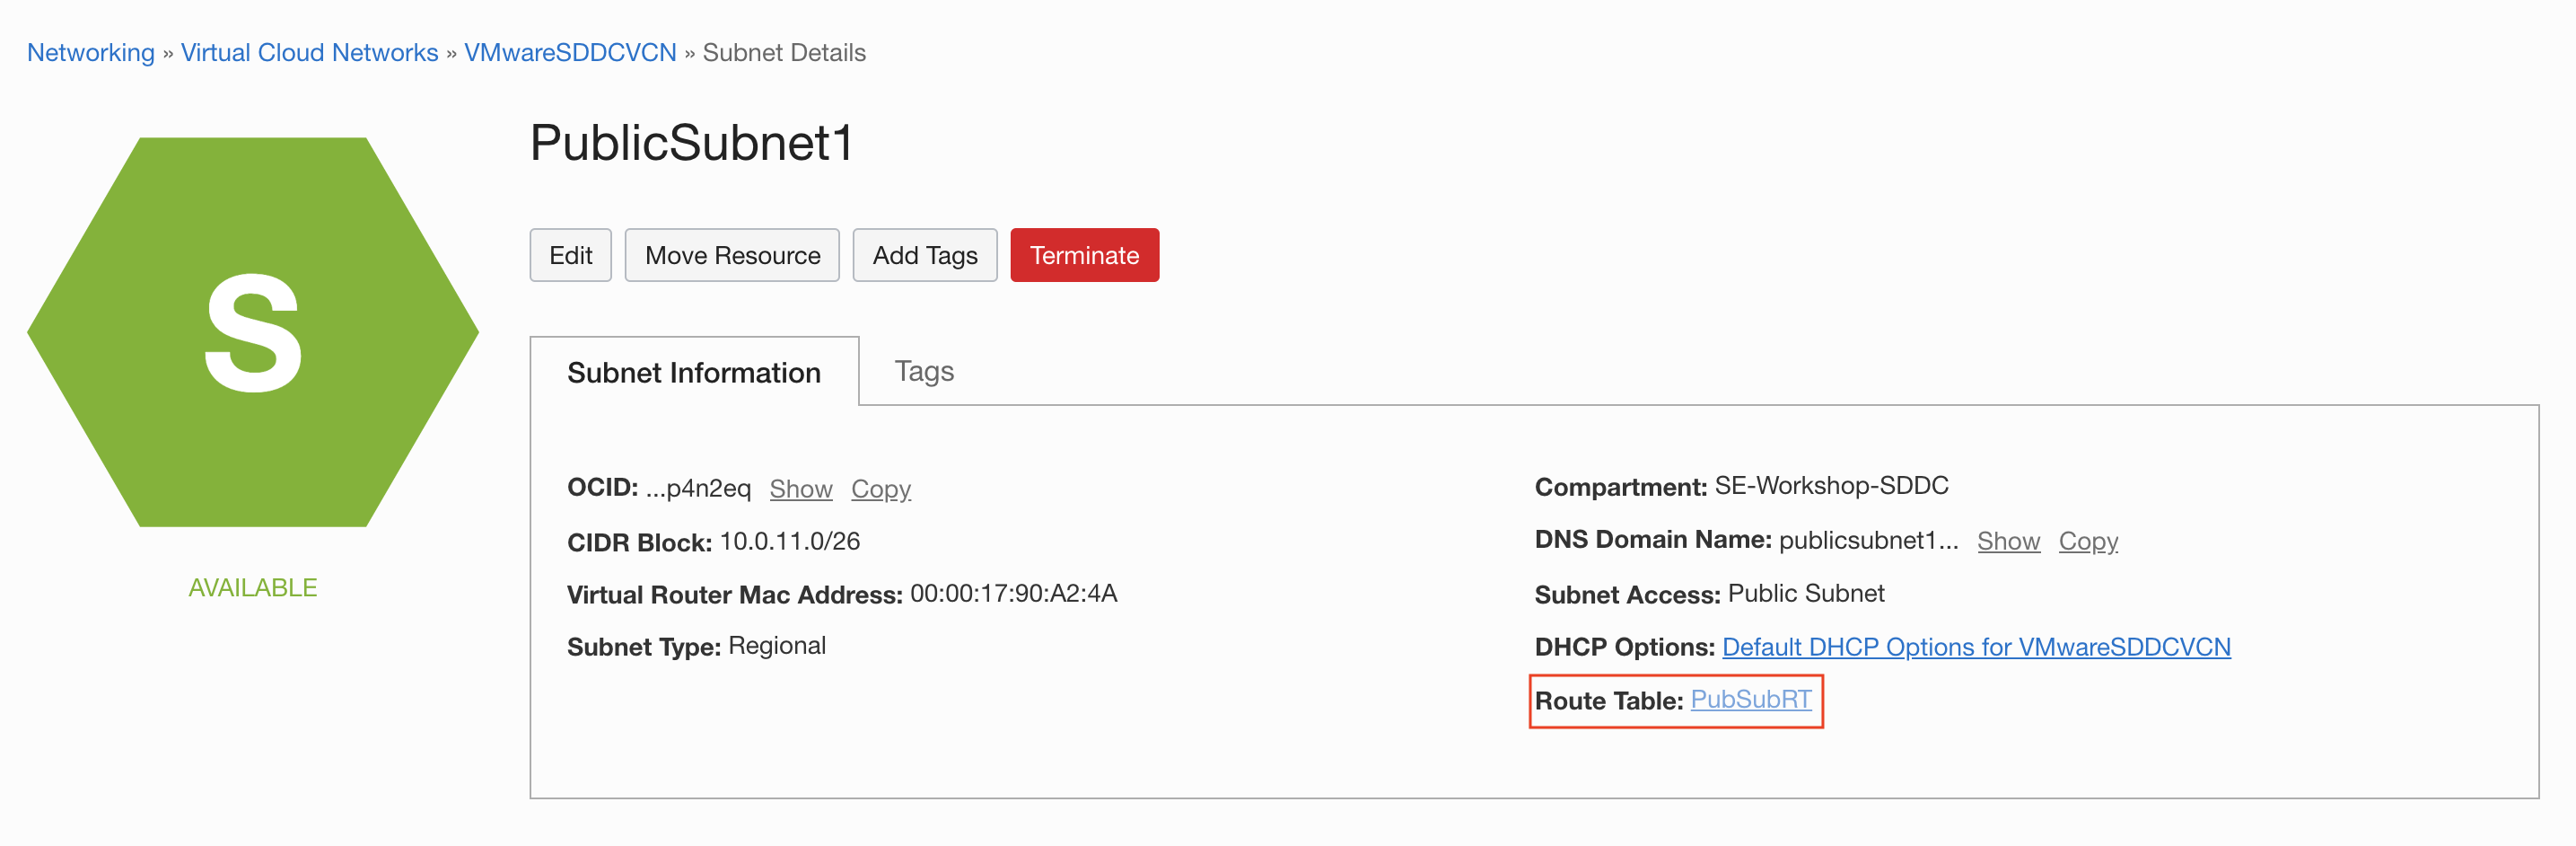 Networking » Virtual Cloud Networks » VMwareSDDCVCN » Subnet Details
S
AVAILABLE
PublicSubnet1
Edit Move Resource Add Tags Terminate
Subnet Information Tags
OCID: ...p4n2eq Show Copy
CIDR Block: 10.0.11.0/26
Virtual Router Mac Address: 00:00:17:90:A2:4A
Subnet Type: Regional
Compartment: SE-Workshop-SDDC
DNS Domain Name: publicsubnet1... Show Copy
Subnet Access: Public Subnet
DHCP Options: Default DHCP Options for VMwareSDDCVCN
Route Table: PubSubRT